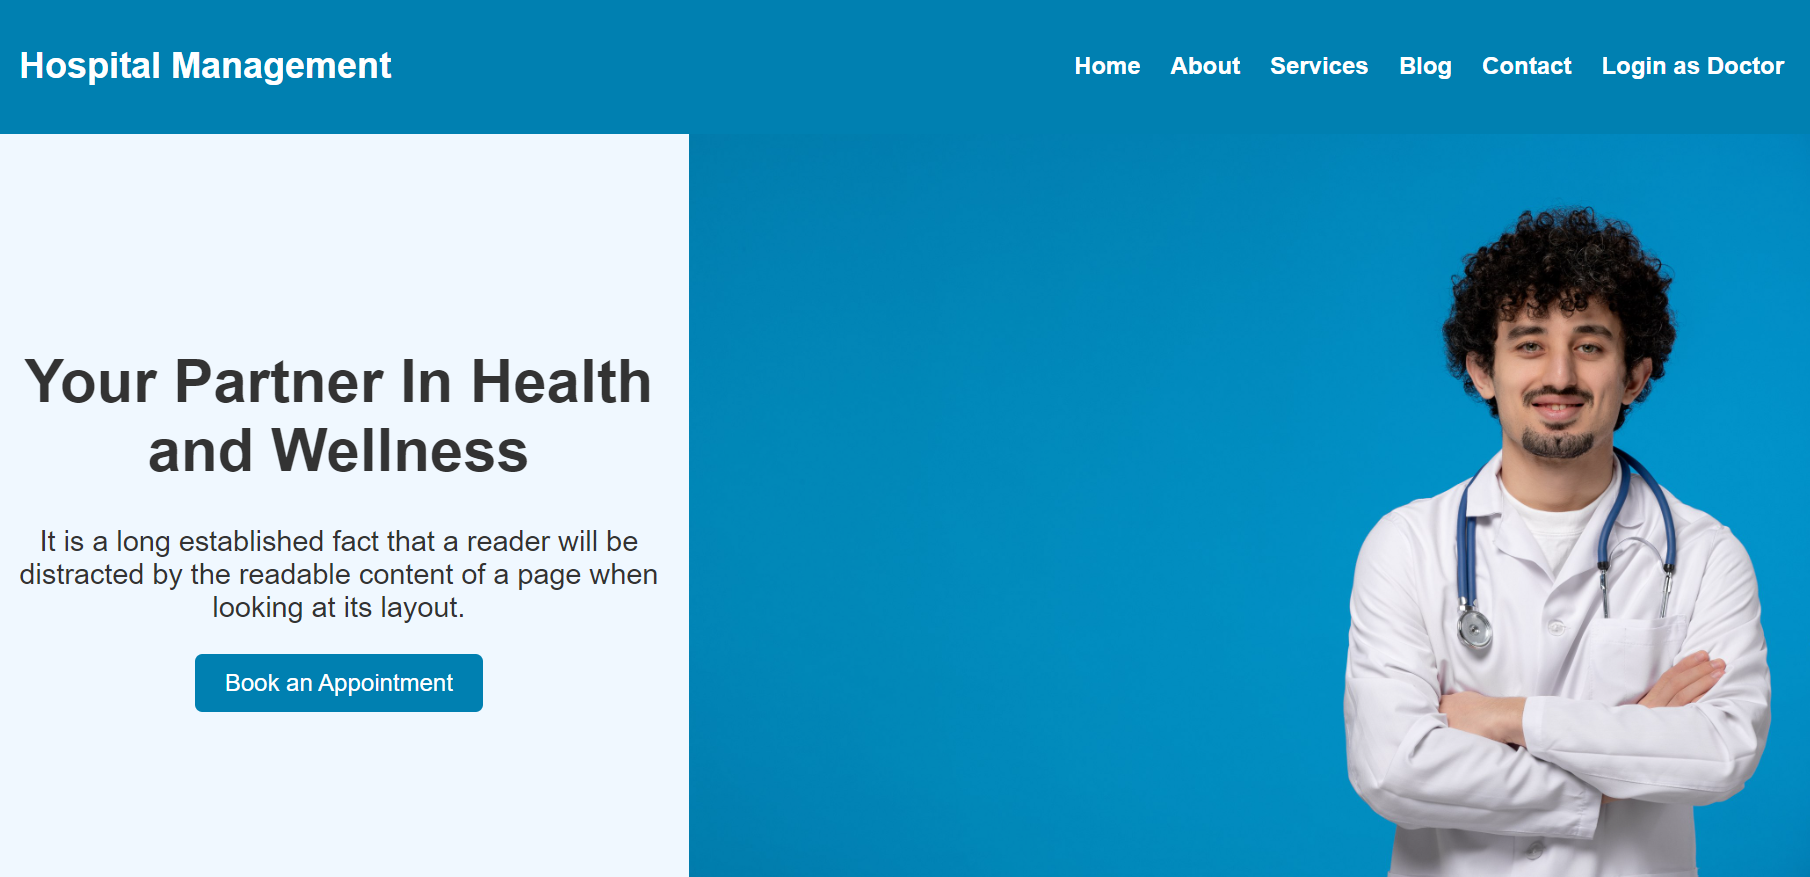 Hospital Management
Home About Services Blog Contact Login as Doctor
Your Partner In Health
and Wellness
It is a long established fact that a reader will be
distracted by the readable content of a page when
looking at its layout.
Book an Appointment